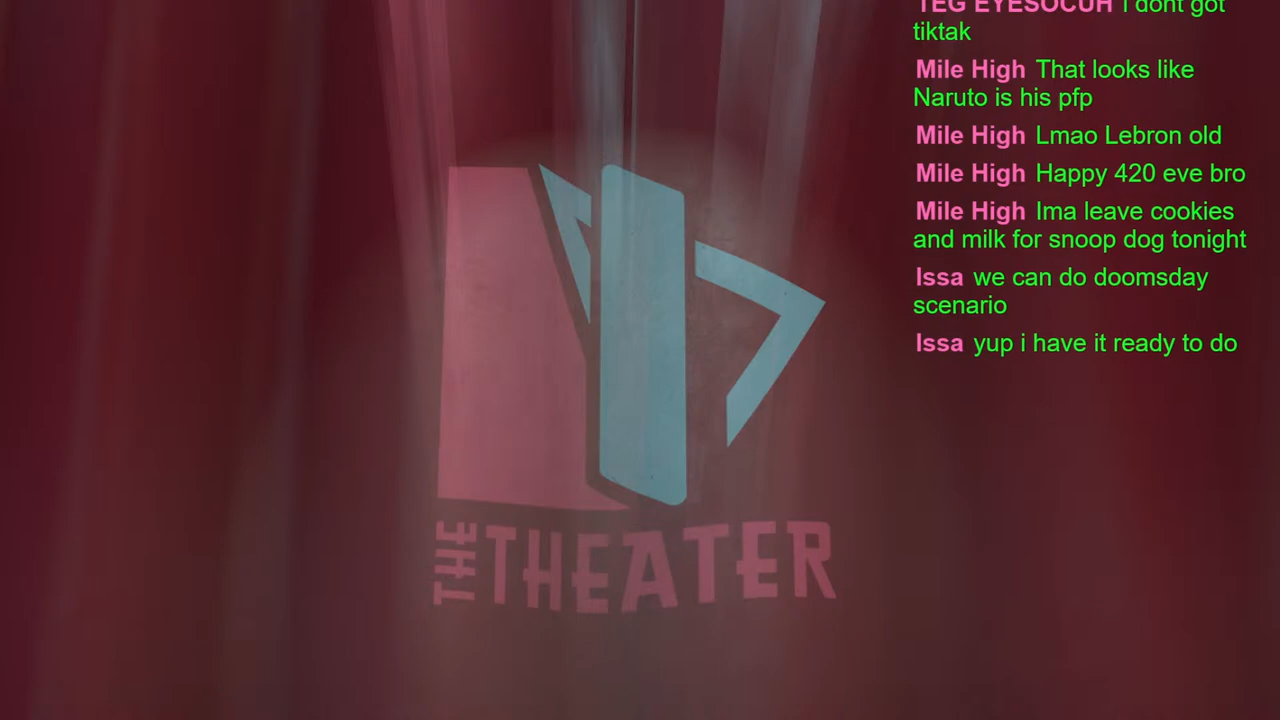 TEG EYESOCUH I dont got
tiktak
Mile High That looks like
Naruto is his pfp
Mile High Lmao Lebron old
Mile High Happy 420 eve bro
Mile High Ima leave cookies
and milk for snoop dog tonight
Issa we can do doomsday
scenario
Issa yup i have it ready to do
THE THEATER